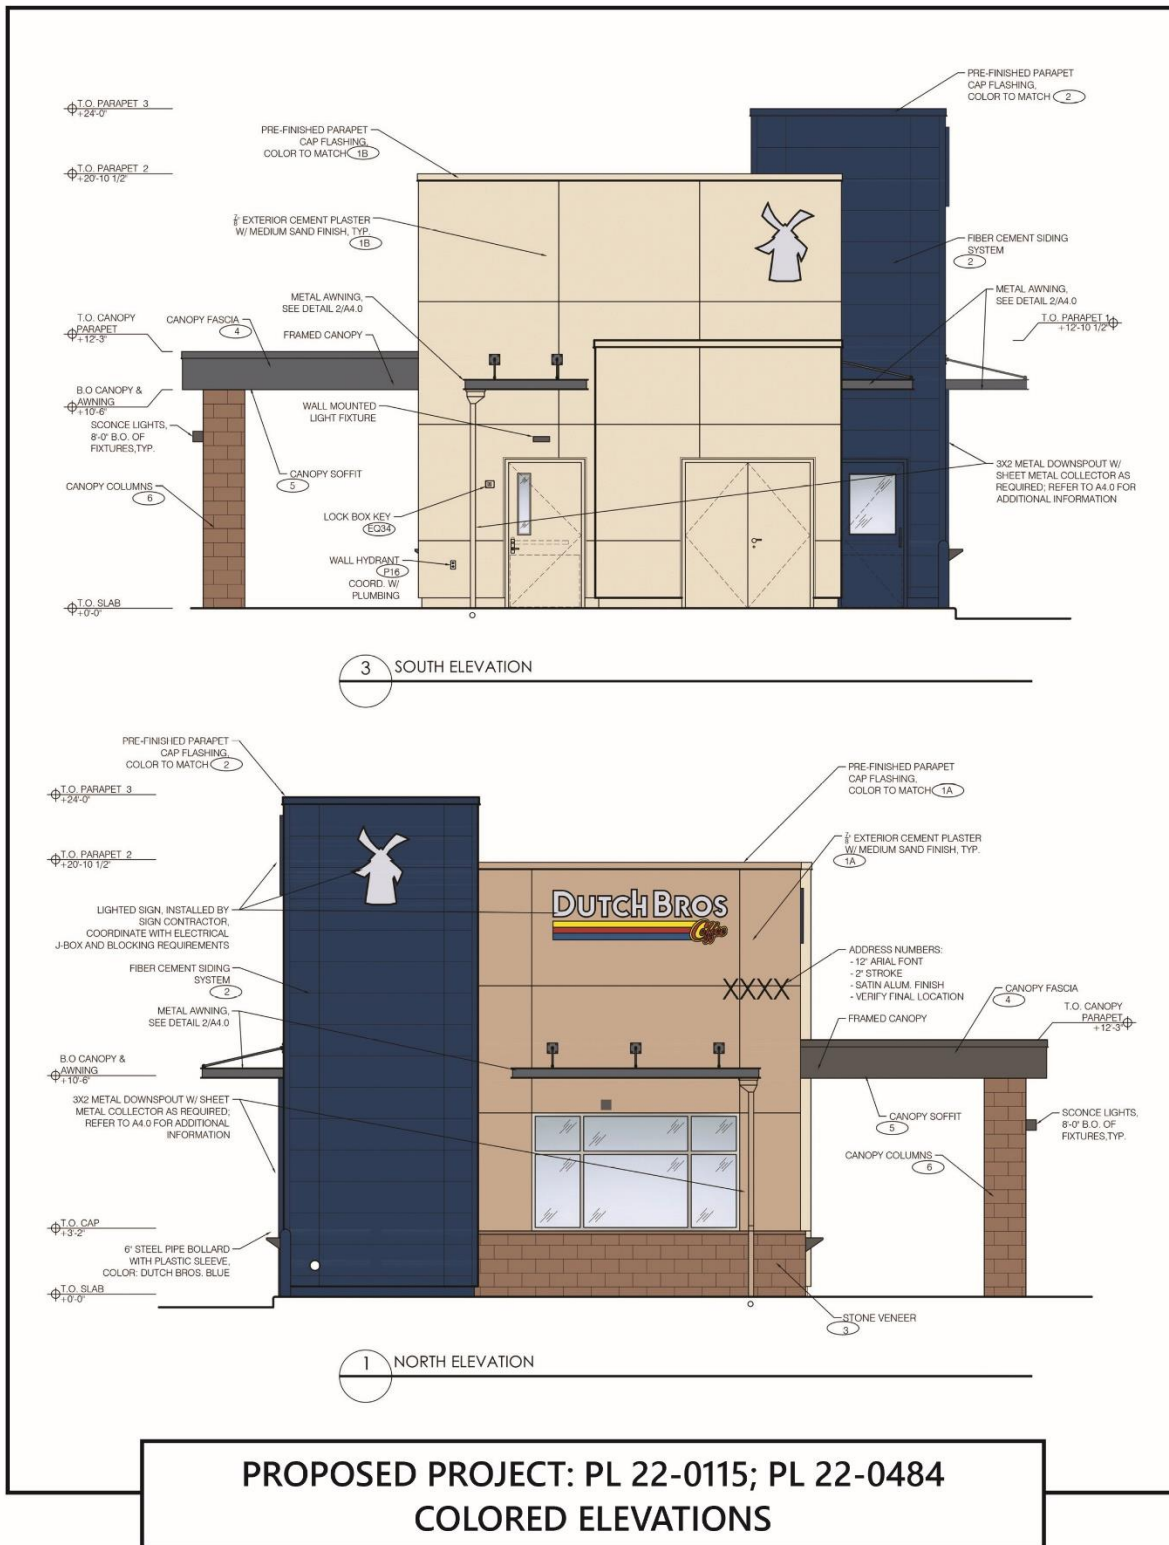 PRE-FINISHED PARAPET
CAP FLASHING,
COLOR TO MATCH 2
T.O. PARAPET 3
+24'-0"
PRE-FINISHED PARAPET
CAP FLASHING,
COLOR TO MATCH 1B
T.O. PARAPET 2
+20'-10 1/2"
7/8" EXTERIOR CEMENT PLASTER
W/ MEDIUM SAND FINISH, TYP.
1B
FIBER CEMENT SIDING
SYSTEM
2
METAL AWNING,
SEE DETAIL 2/A4.0
METAL AWNING,
SEE DETAIL 2/A4.0
T.O. CANOPY
PARAPET
+12'-3"
CANOPY FASCIA
4
FRAMED CANOPY
T.O. PARAPET 1
+12'-10 1/2"
B.O CANOPY &
AWNING
+10'-6"
WALL MOUNTED
LIGHT FIXTURE
SCONCE LIGHTS,
8'-0" B.O. OF
FIXTURES,TYP.
CANOPY SOFFIT
5
3X2 METAL DOWNSPOUT W/
SHEET METAL COLLECTOR AS
REQUIRED; REFER TO A4.0 FOR
ADDITIONAL INFORMATION
CANOPY COLUMNS
6
LOCK BOX KEY
EQ34
WALL HYDRANT
P16
COORD. W/
PLUMBING
T.O. SLAB
+0'-0"
3 SOUTH ELEVATION
PRE-FINISHED PARAPET
CAP FLASHING,
COLOR TO MATCH 2
PRE-FINISHED PARAPET
CAP FLASHING,
COLOR TO MATCH 1A
T.O. PARAPET 3
+24'-0"
T.O. PARAPET 2
+20'-10 1/2"
7/8" EXTERIOR CEMENT PLASTER
W/ MEDIUM SAND FINISH, TYP.
1A
DUTCH BROS
Coffee
LIGHTED SIGN, INSTALLED BY
SIGN CONTRACTOR,
COORDINATE WITH ELECTRICAL
J-BOX AND BLOCKING REQUIREMENTS
ADDRESS NUMBERS:
- 12" ARIAL FONT
- 2" STROKE
- SATIN ALUM. FINISH
- VERIFY FINAL LOCATION
XXXX
FIBER CEMENT SIDING
SYSTEM
2
CANOPY FASCIA
4
METAL AWNING,
SEE DETAIL 2/A4.0
FRAMED CANOPY
T.O. CANOPY
PARAPET
+12'-3"
B.O CANOPY &
AWNING
+10'-6"
3X2 METAL DOWNSPOUT W/ SHEET
METAL COLLECTOR AS REQUIRED;
REFER TO A4.0 FOR ADDITIONAL
INFORMATION
CANOPY SOFFIT
5
SCONCE LIGHTS,
8'-0" B.O. OF
FIXTURES,TYP.
CANOPY COLUMNS
6
T.O. CAP
+3'-2"
6" STEEL PIPE BOLLARD
WITH PLASTIC SLEEVE,
COLOR: DUTCH BROS. BLUE
T.O. SLAB
+0'-0"
STONE VENEER
3
1 NORTH ELEVATION
PROPOSED PROJECT: PL 22-0115; PL 22-0484
COLORED ELEVATIONS